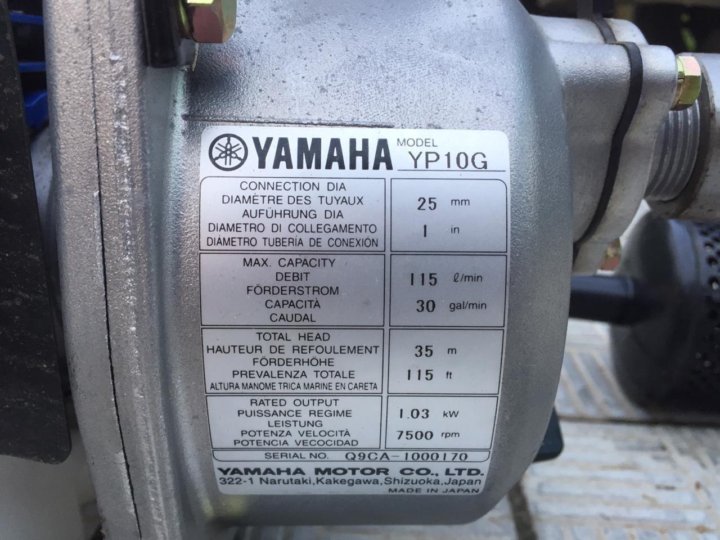 YAMAHA MODEL YP10G
CONNECTION DIA
DIAMÈTRE DES TUYAUX
AUFÜHRUNG DIA
DIAMETRO DI COLLEGAMENTO
DIÁMETRO TUBERÍA DE CONEXIÓN
25 mm
1 in
MAX. CAPACITY
DEBIT
FÖRDERSTROM
CAPACITÀ
CAUDAL
115 ℓ/min
30 gal/min
TOTAL HEAD
HAUTEUR DE REFOULEMENT
FÖRDERHÖHE
PREVALENZA TOTALE
ALTURA MANOME TRICA MARINE EN CARETA
35 m
115 ft
RATED OUTPUT
PUISSANCE REGIME
LEISTUNG
POTENZA VELOCITÀ
POTENCIA VECOCIDAD
1.03 kW
7500 rpm
SERIAL NO. Q9CA-1000170
YAMAHA MOTOR CO., LTD.
322-1 Narutaki,Kakegawa,Shizuoka,Japan
MADE IN JAPAN